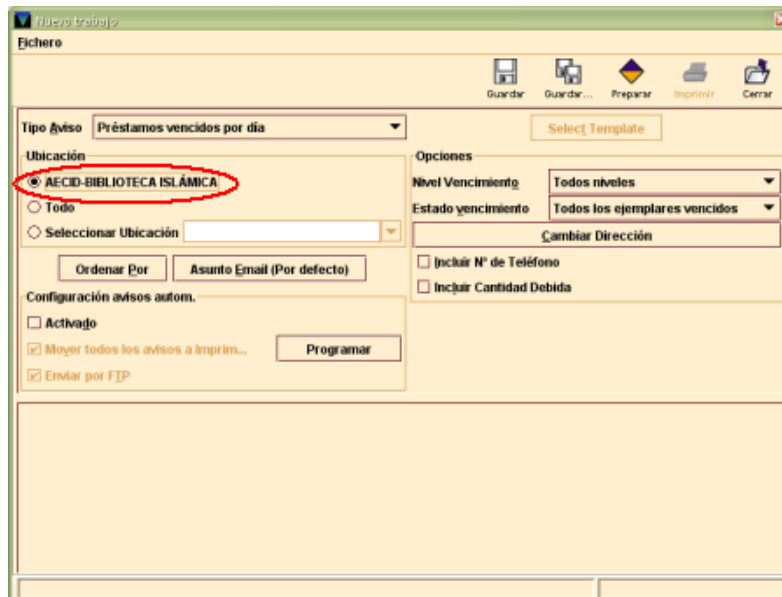 Nuevo trabajo
Fichero
Guardar Guardar... Preparar Imprimir Cerrar
Tipo Aviso Préstamos vencidos por día Select Template
Ubicación Opciones
AECID-BIBLIOTECA ISLÁMICA Nivel Vencimiento Todos niveles
Todo Estado vencimiento Todos los ejemplares vencidos
Seleccionar Ubicación Cambiar Dirección
Ordenar Por Asunto Email (Por defecto) Incluir Nº de Teléfono
Incluir Cantidad Debida
Configuración avisos autom.
Activado
Mover todos los avisos a Imprim... Programar
Enviar por FTP